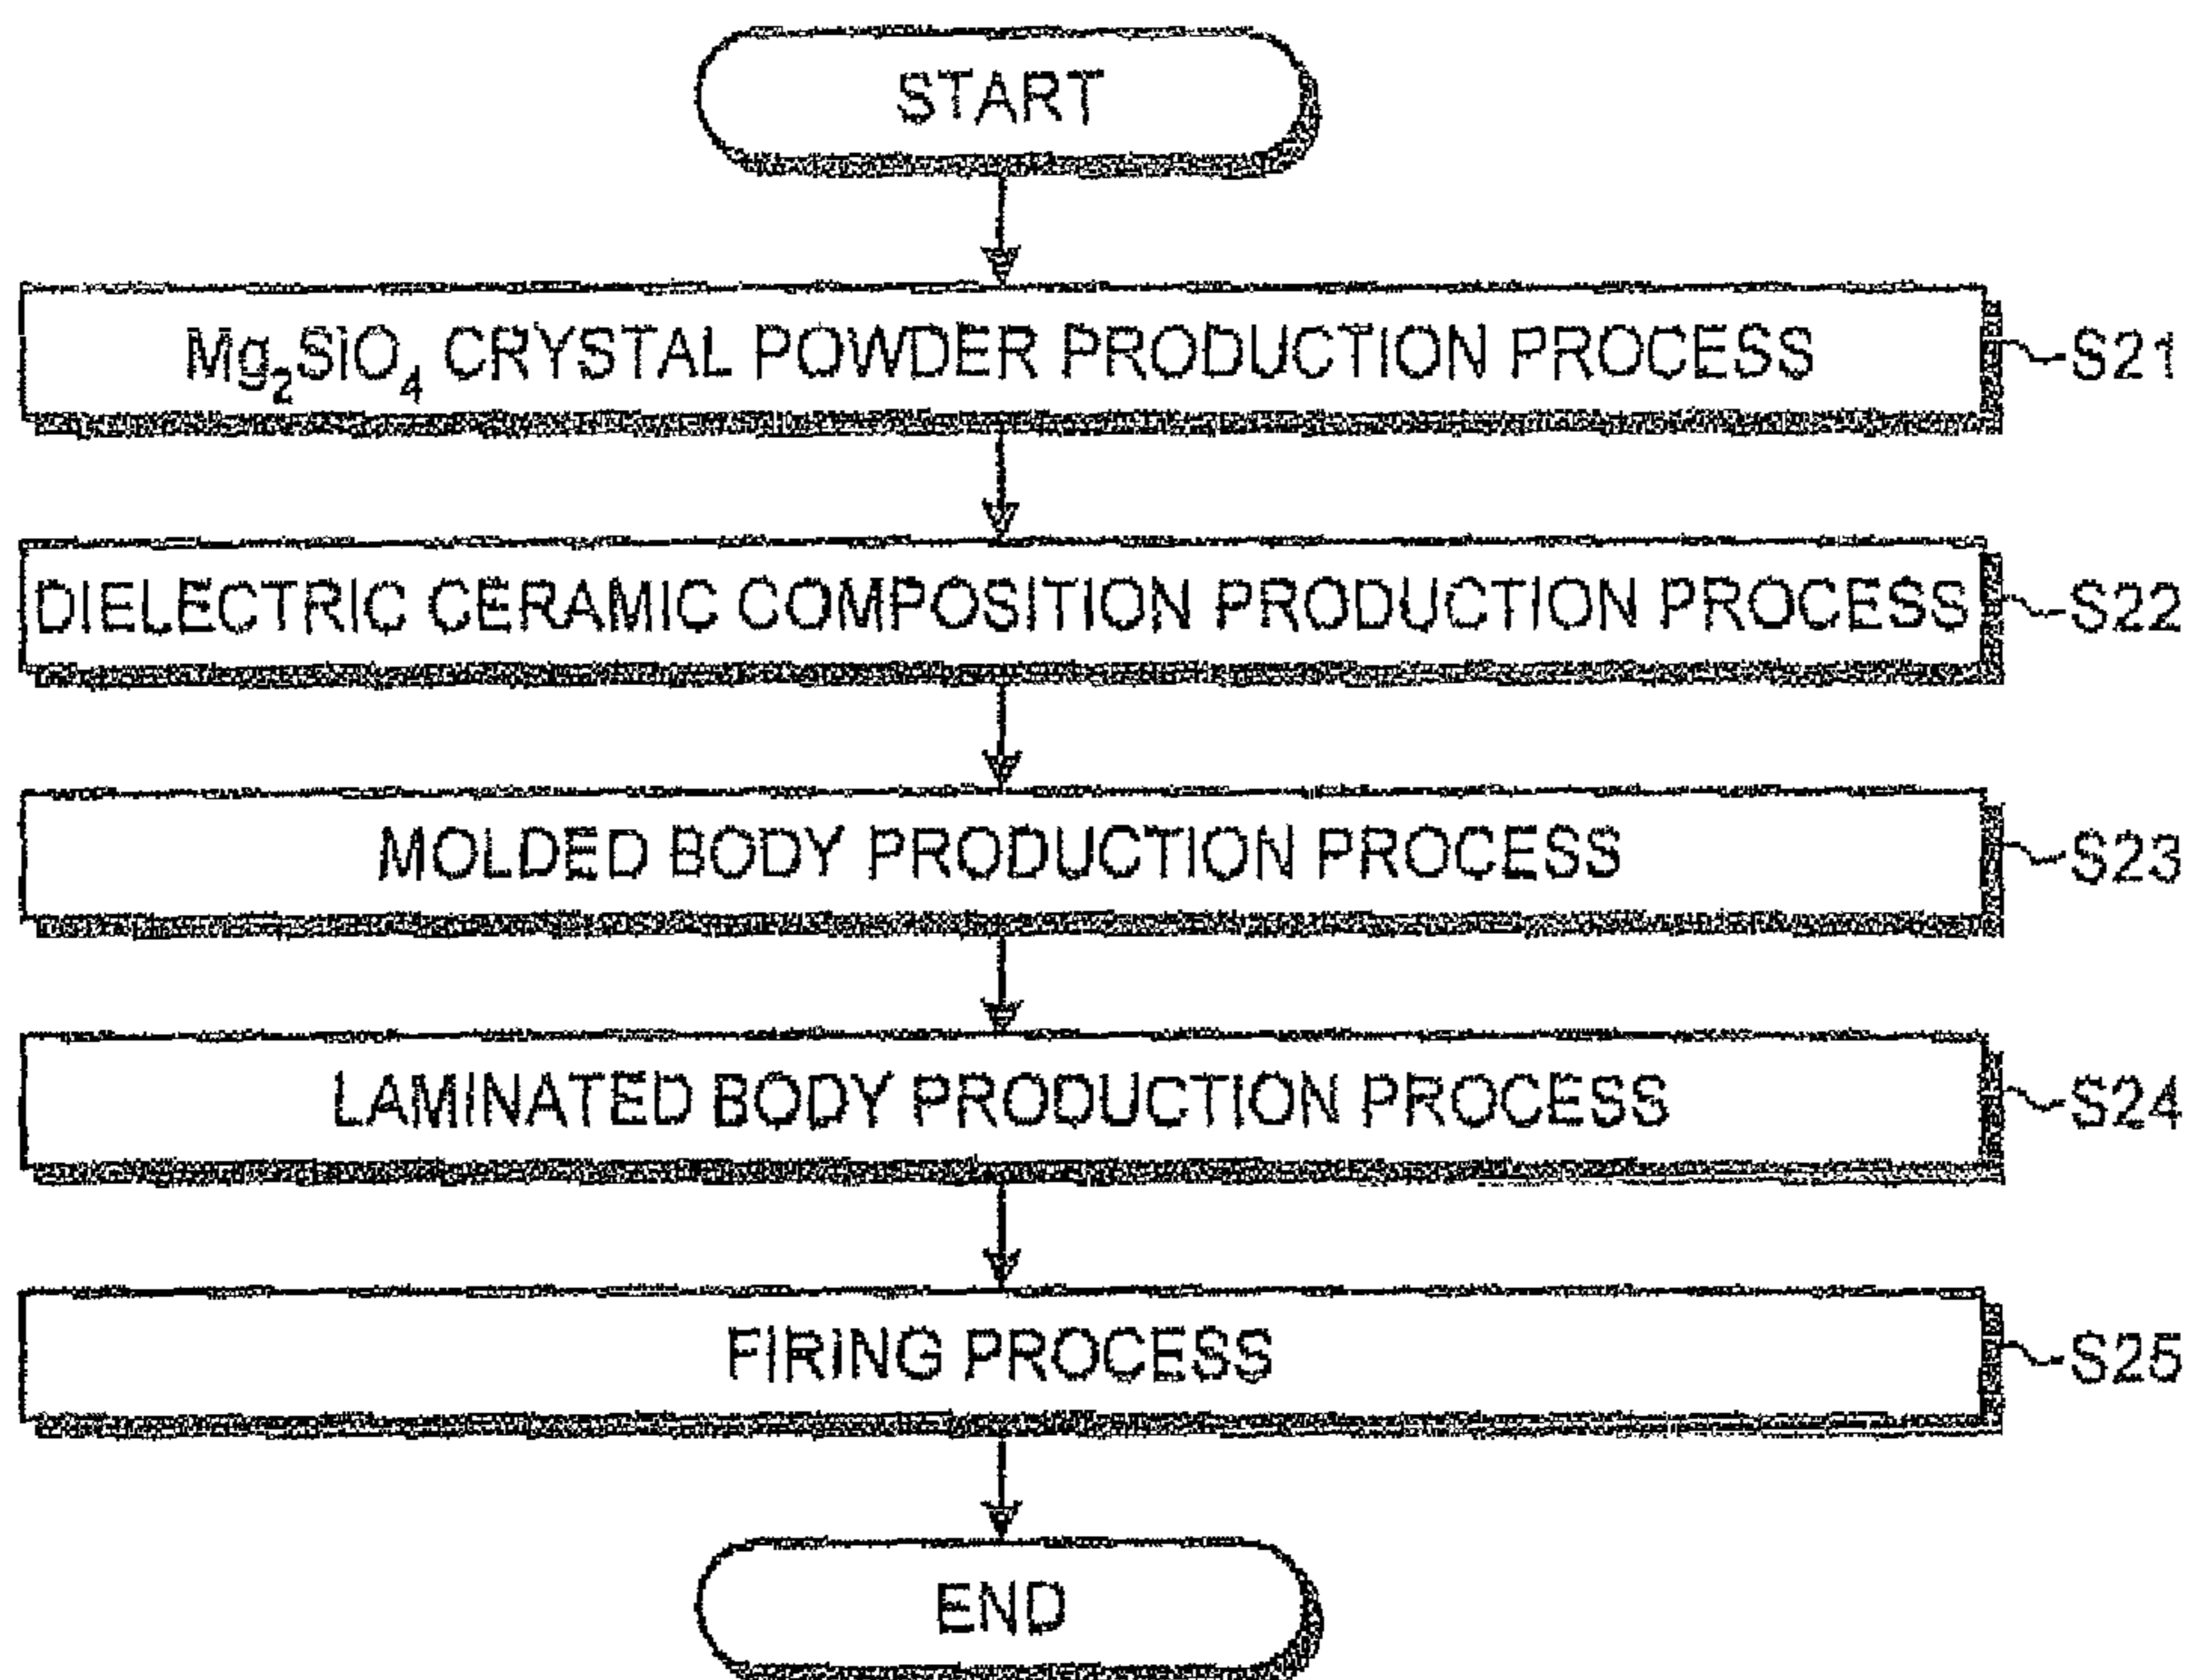 START
Mg₂SiO₄ CRYSTAL POWDER PRODUCTION PROCESS
S21
DIELECTRIC CERAMIC COMPOSITION PRODUCTION PROCESS
S22
MOLDED BODY PRODUCTION PROCESS
S23
LAMINATED BODY PRODUCTION PROCESS
S24
FIRING PROCESS
S25
END